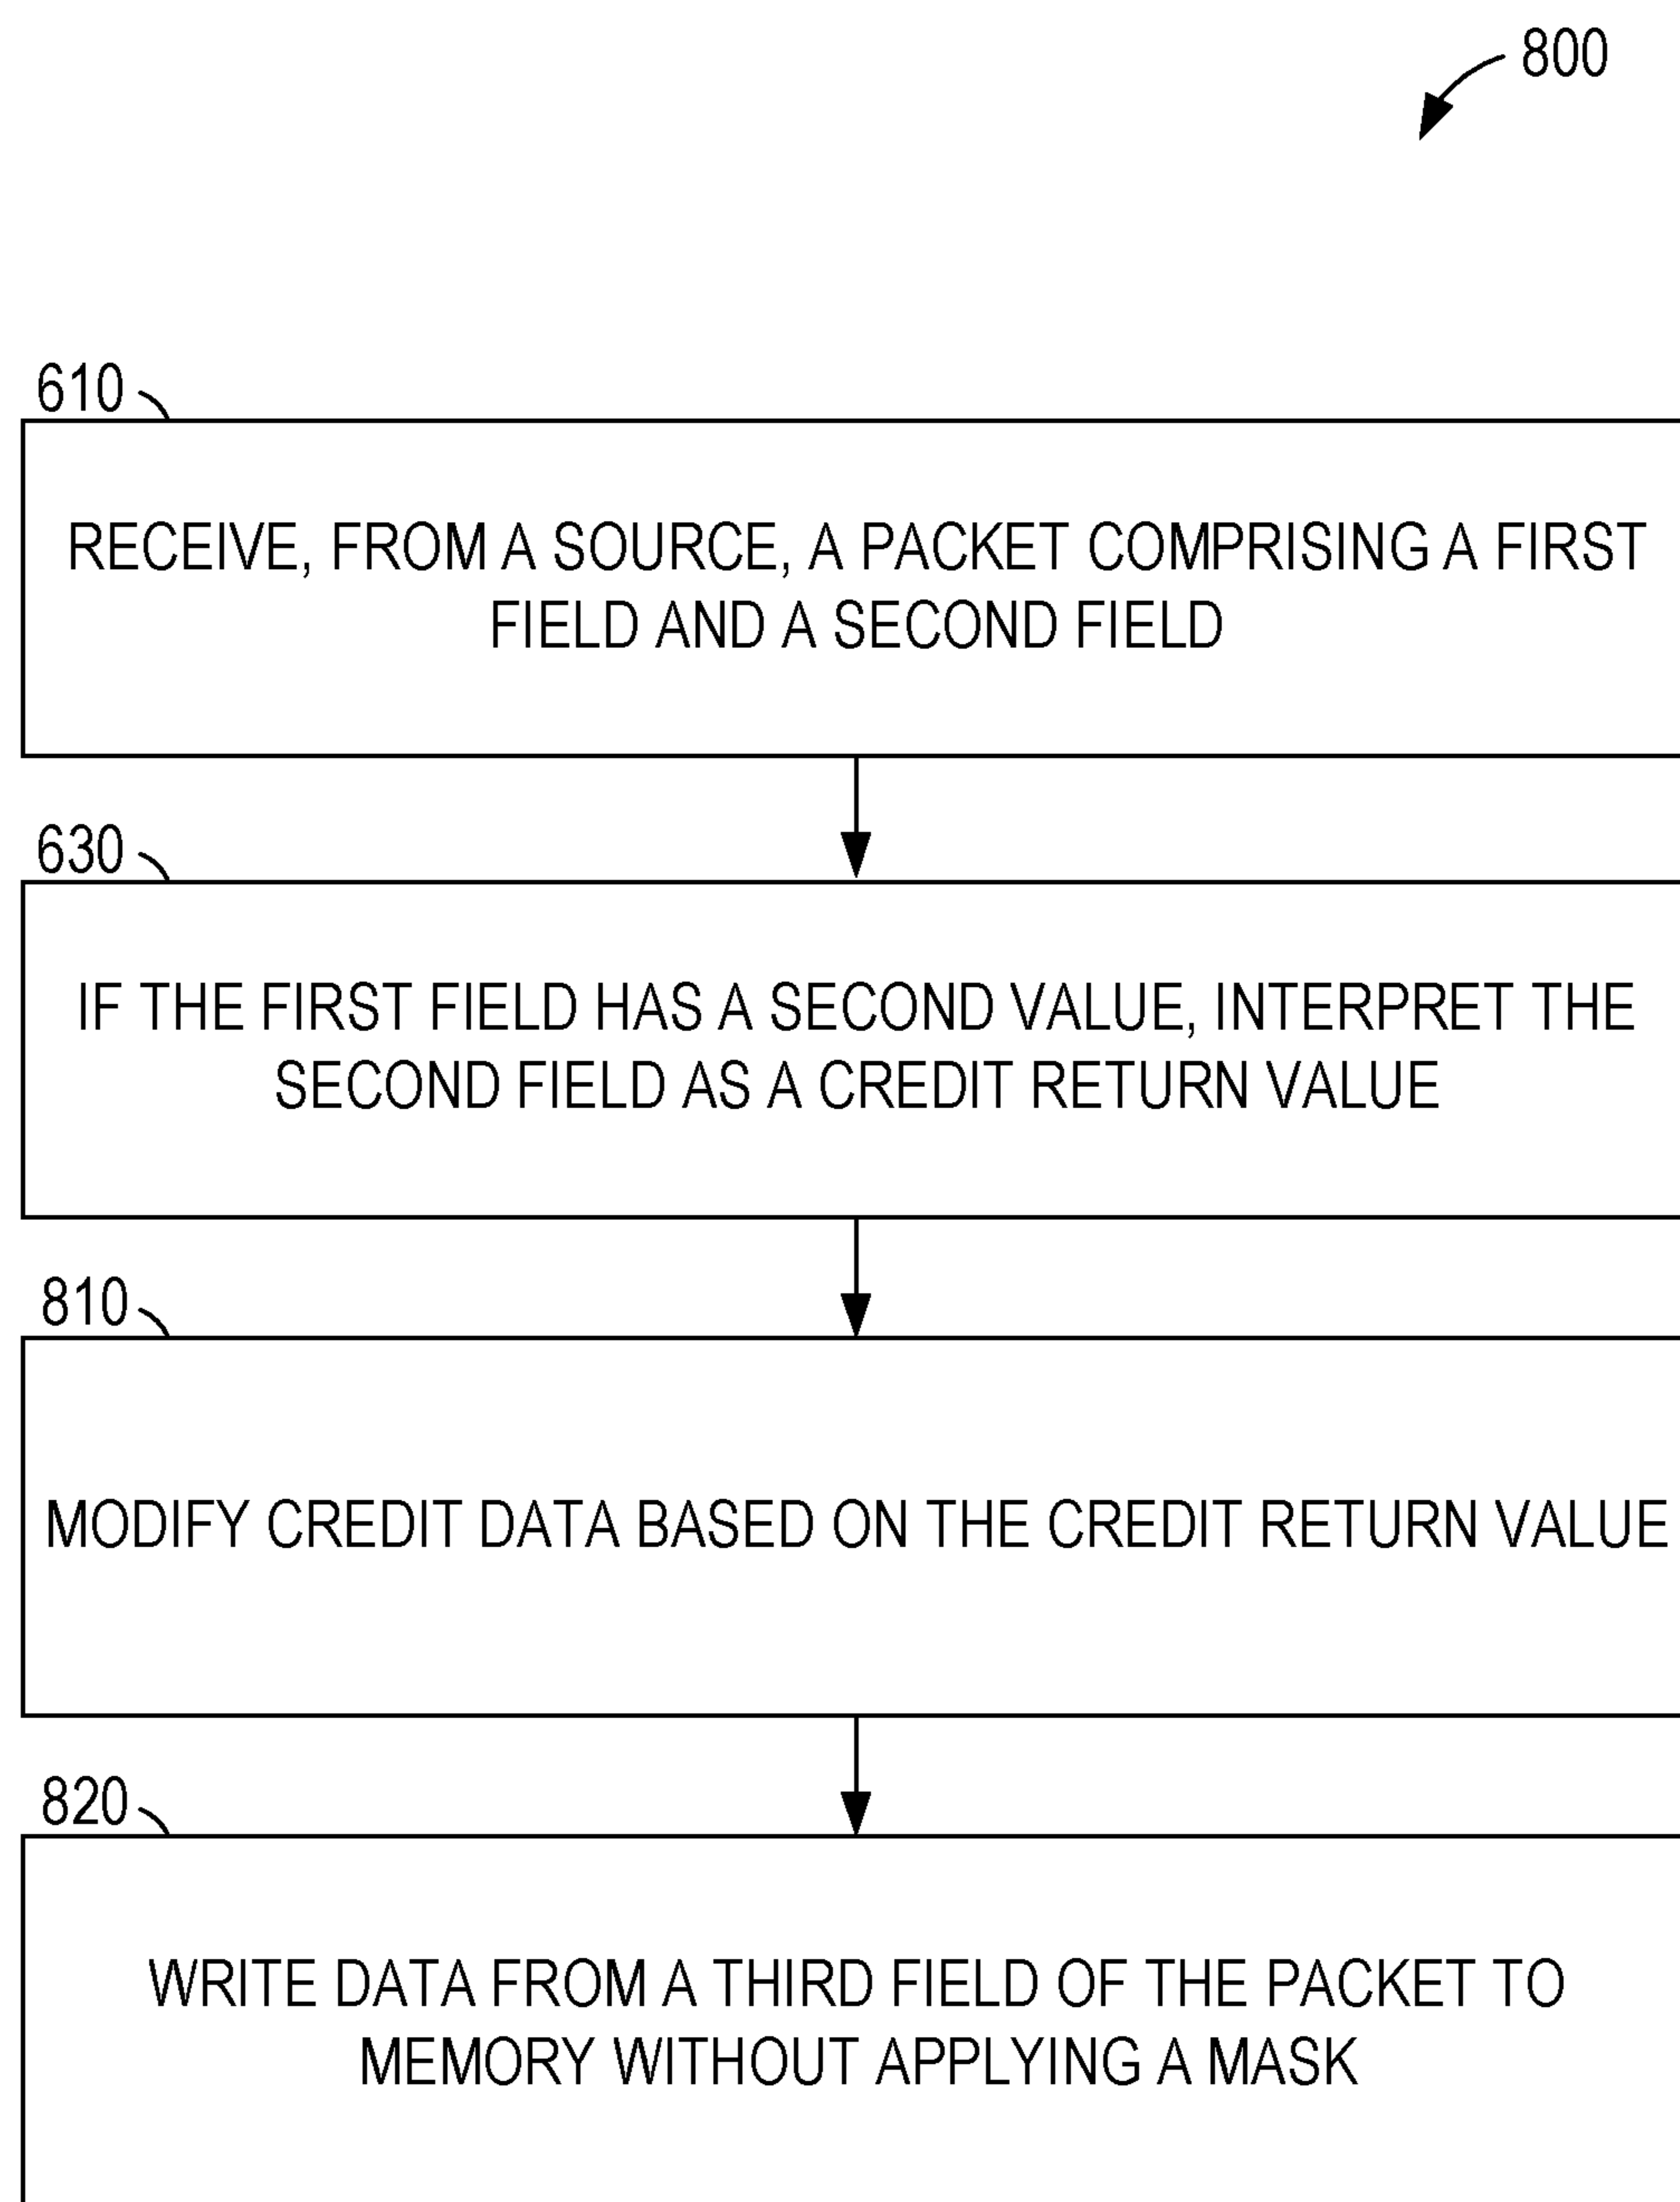 800
610
RECEIVE, FROM A SOURCE, A PACKET COMPRISING A FIRST
FIELD AND A SECOND FIELD
630
IF THE FIRST FIELD HAS A SECOND VALUE, INTERPRET THE
SECOND FIELD AS A CREDIT RETURN VALUE
810
MODIFY CREDIT DATA BASED ON THE CREDIT RETURN VALUE
820
WRITE DATA FROM A THIRD FIELD OF THE PACKET TO
MEMORY WITHOUT APPLYING A MASK